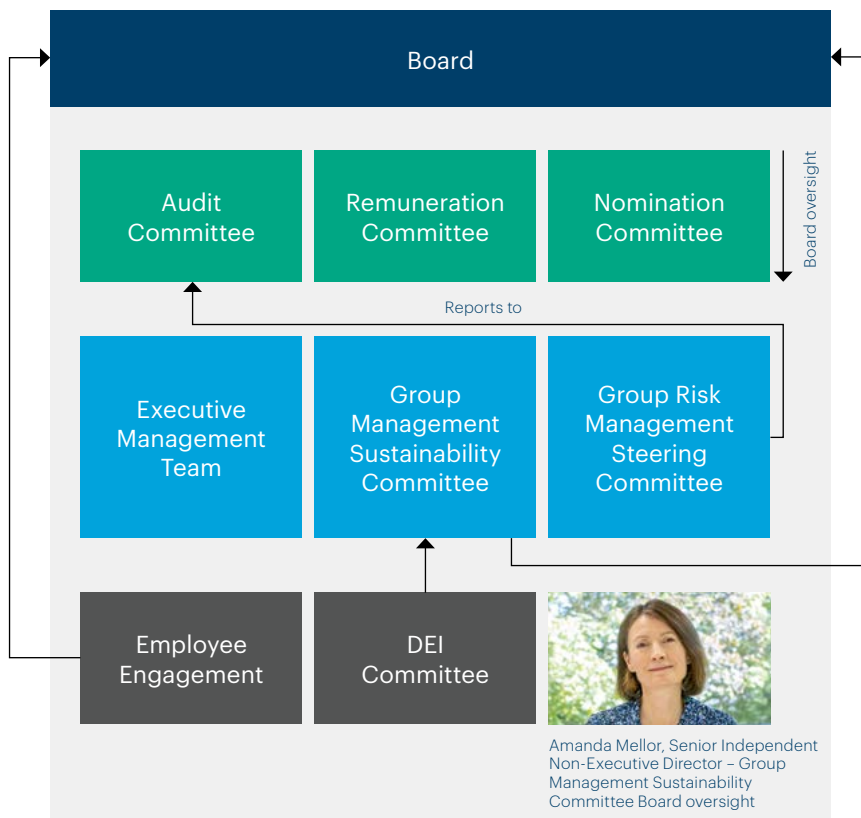 Board
Audit
Committee
Remuneration
Committee
Nomination
Committee
Board oversight
Reports to
Executive
Management
Team
Group
Management
Sustainability
Committee
Group Risk
Management
Steering
Committee
Employee
Engagement
DEI
Committee
Amanda Mellor, Senior Independent
Non-Executive Director – Group
Management Sustainability
Committee Board oversight